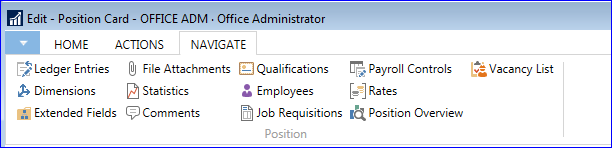 Edit - Position Card - OFFICE ADM · Office Administrator
HOME ACTIONS NAVIGATE
Ledger Entries File Attachments Qualifications Payroll Controls Vacancy List
Dimensions Statistics Employees Rates
Extended Fields Comments Job Requisitions Position Overview
Position